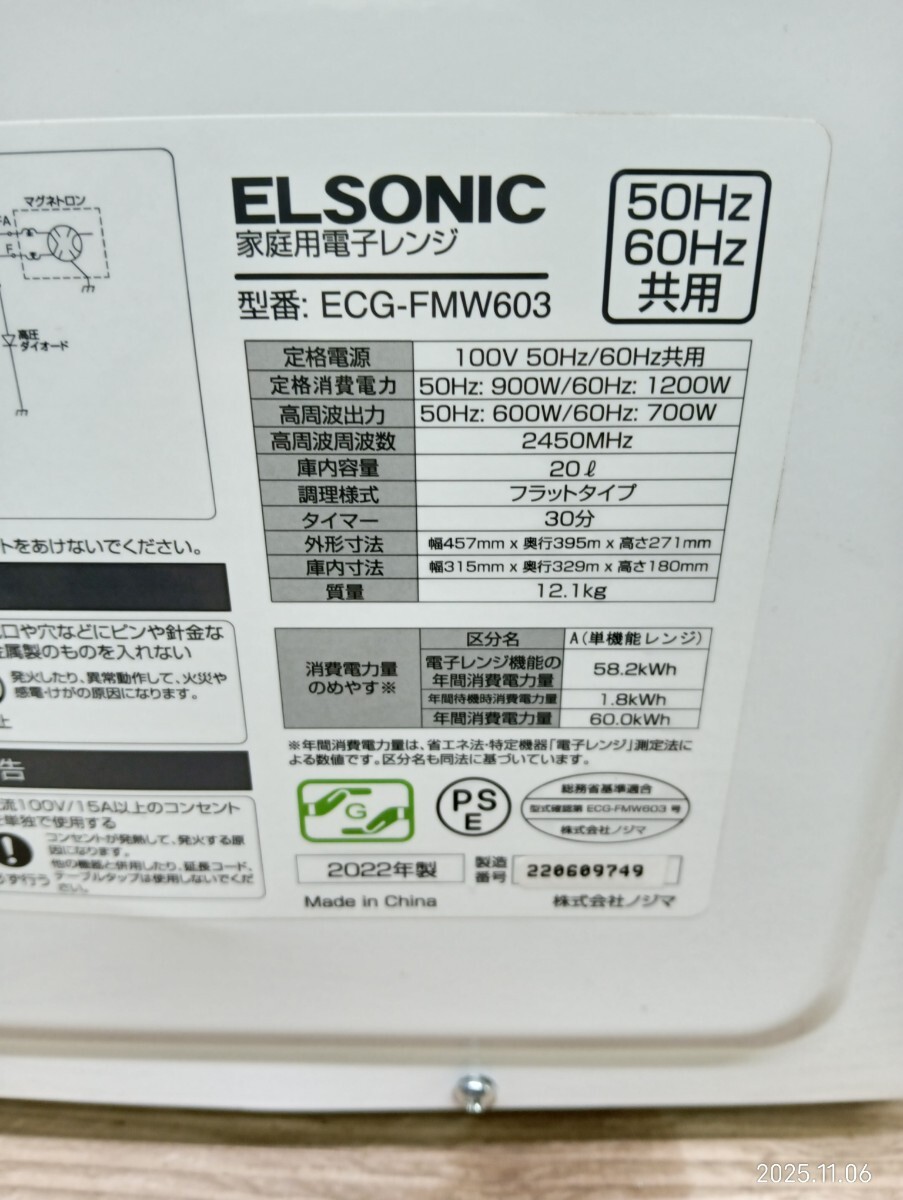 マグネトロン
FA
F
高圧
ダイオード
ELSONIC
家庭用電子レンジ
型番: ECG-FMW603
50Hz
60Hz
共用
定格電源 100V 50Hz/60Hz共用
定格消費電力 50Hz: 900W/60Hz: 1200W
高周波出力 50Hz: 600W/60Hz: 700W
高周波周波数 2450MHz
庫内容量 20ℓ
調理様式 フラットタイプ
タイマー 30分
外形寸法 幅457mm x 奥行395m x 高さ271mm
庫内寸法 幅315mm x 奥行329m x 高さ180mm
質量 12.1kg
トをあけないでください。
口や穴などにピンや針金な
属製のものを入れない
発火したり、異常動作して、火災や
感電・けがの原因になります。
止
告
流100V/15A以上のコンセント
単独で使用する
コンセントが発熱して、発火する原
因になります。
他の機器と併用したり、延長コード、
テーブルタップは使用しないでくだ
さい。
必ず行う
消費電力量
のめやす※
区分名 A(単機能レンジ)
電子レンジ機能の
年間消費電力量 58.2kWh
年間待機時消費電力量 1.8kWh
年間消費電力量 60.0kWh
※年間消費電力量は、省エネ法・特定機器「電子レンジ」測定法に
よる数値です。区分名も同法に基づいています。
G
PS
E
総務省基準適合
型式確認第 ECG-FMW603 号
株式会社ノジマ
2022年製
製造
番号
220609749
Made in China
株式会社ノジマ
2025.11.06